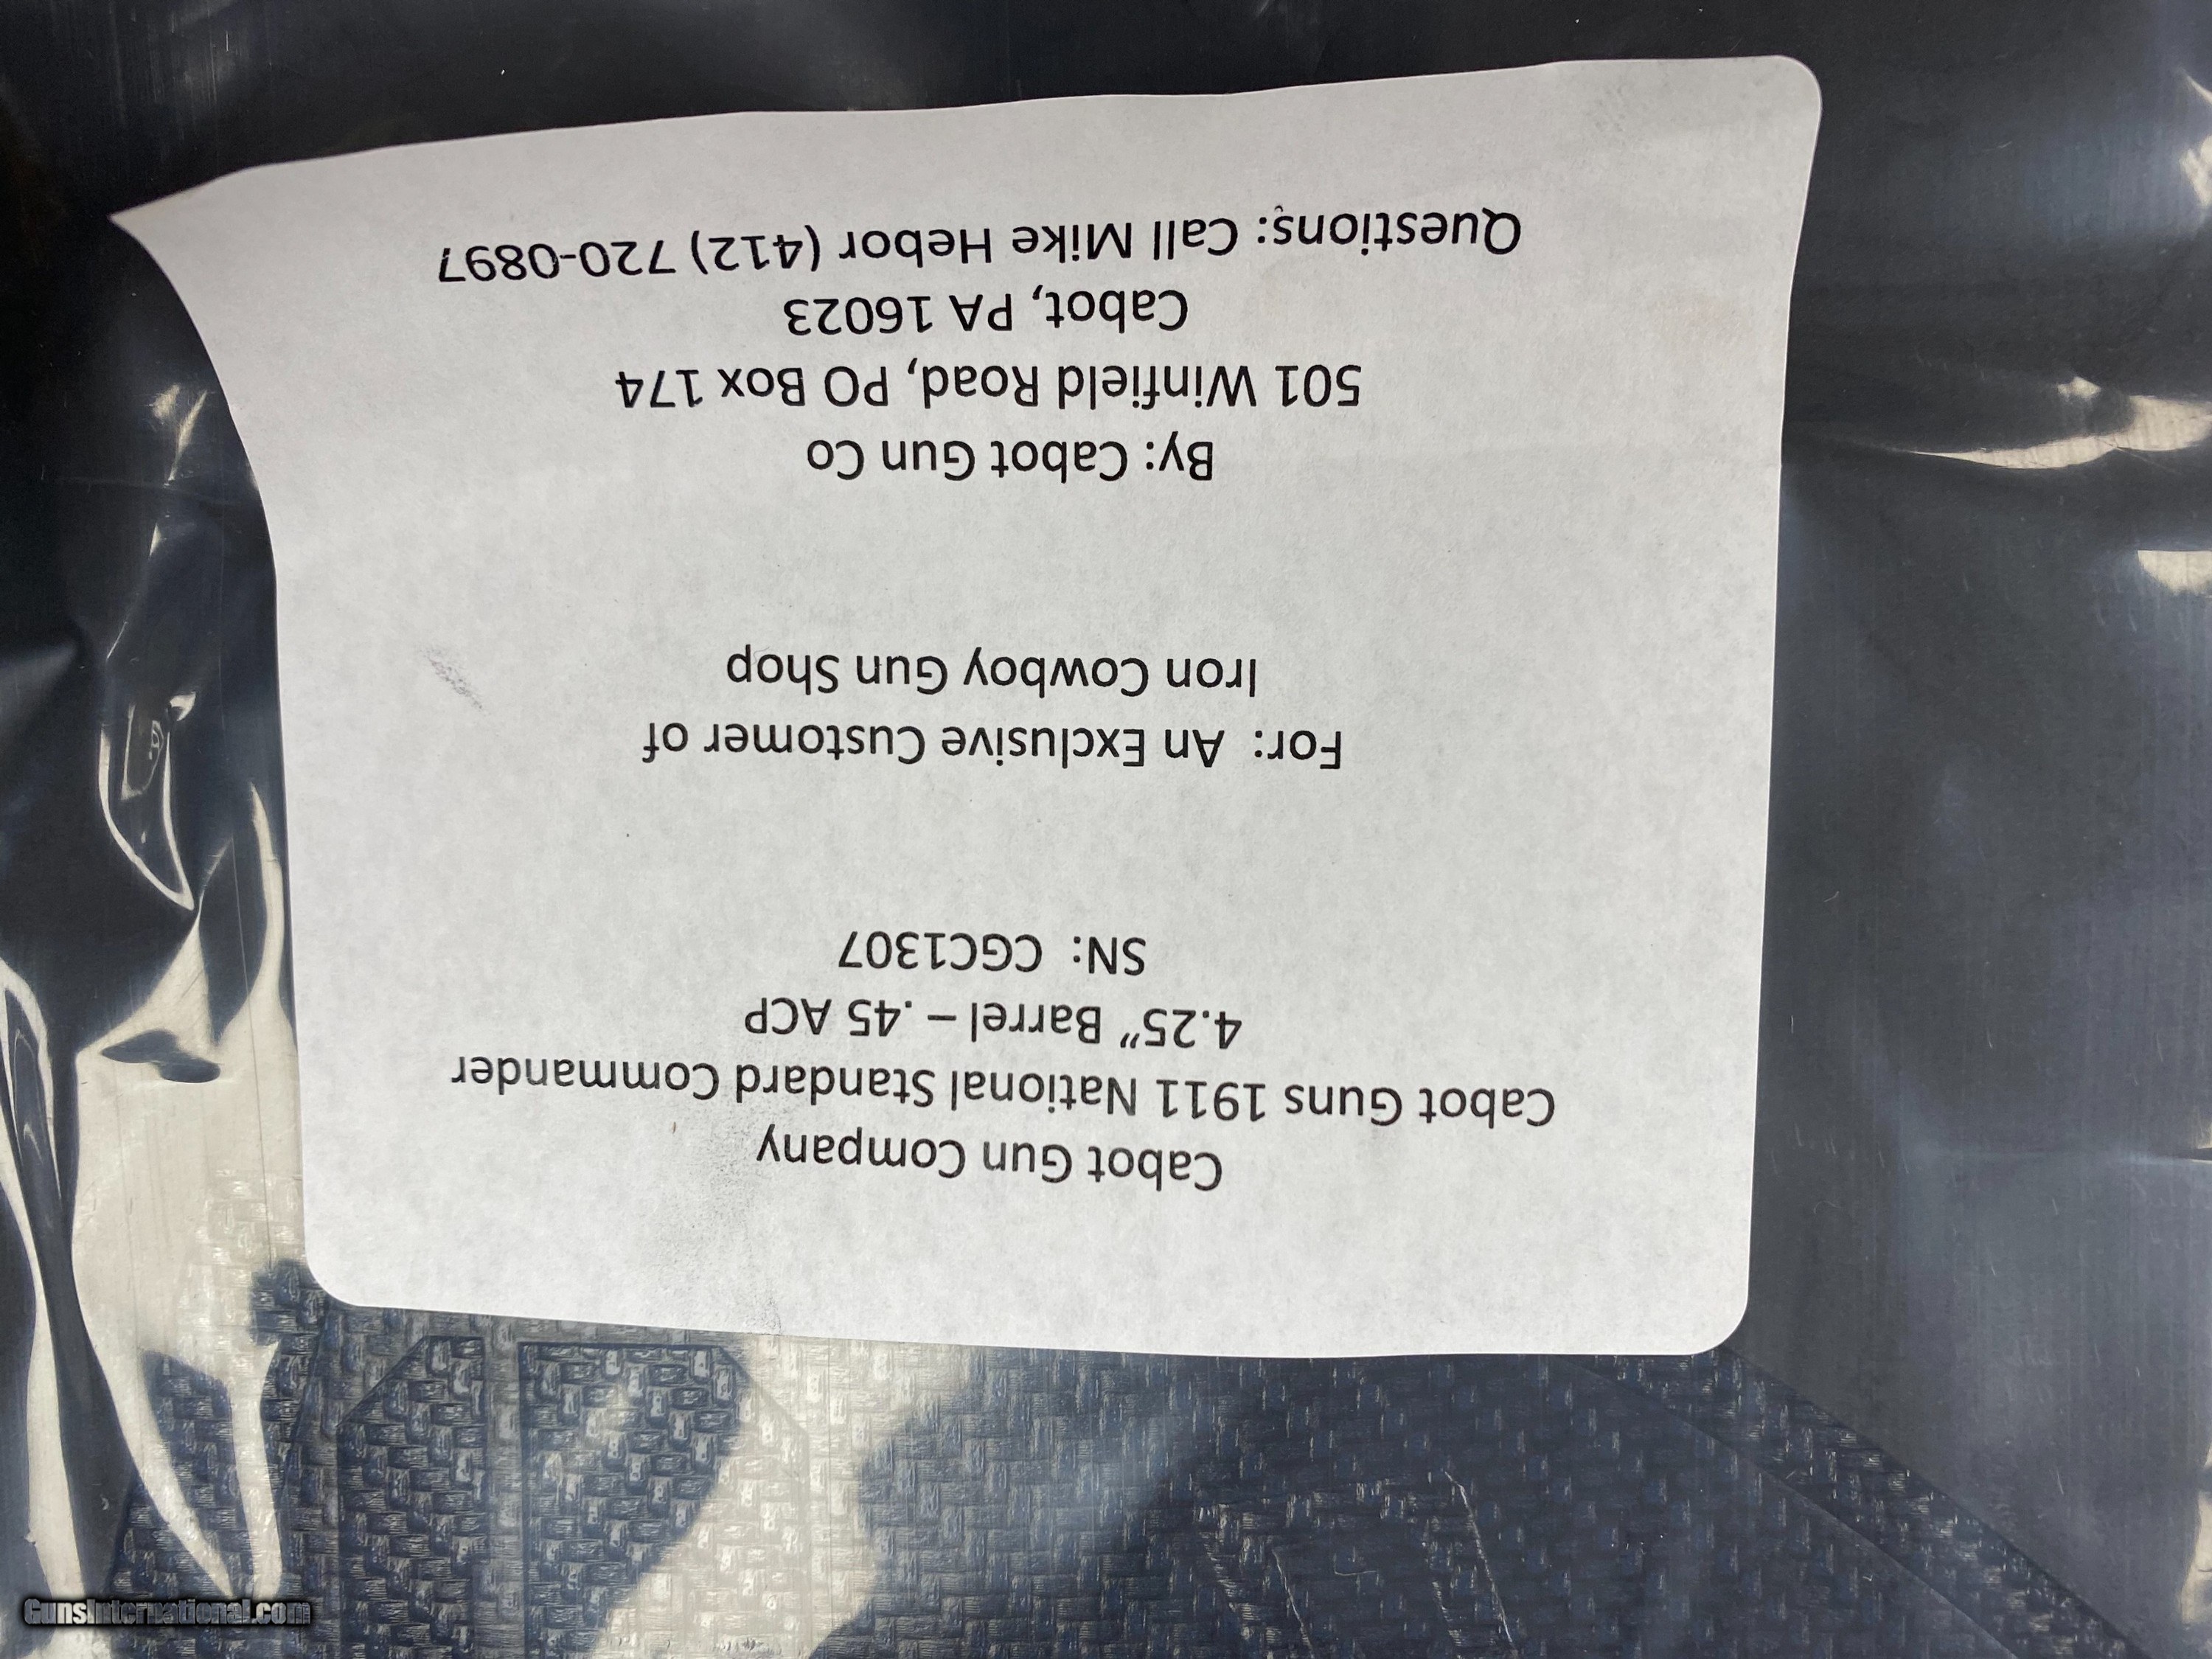 Cabot Gun Company
Cabot Guns 1911 National Standard Commander
4.25” Barrel – .45 ACP
SN: CGC1307
For: An Exclusive Customer of
Iron Cowboy Gun Shop
By: Cabot Gun Co
501 Winfield Road, PO Box 174
Cabot, PA 16023
Questions: Call Mike Hebor (412) 720-0897
GunsInternational.com